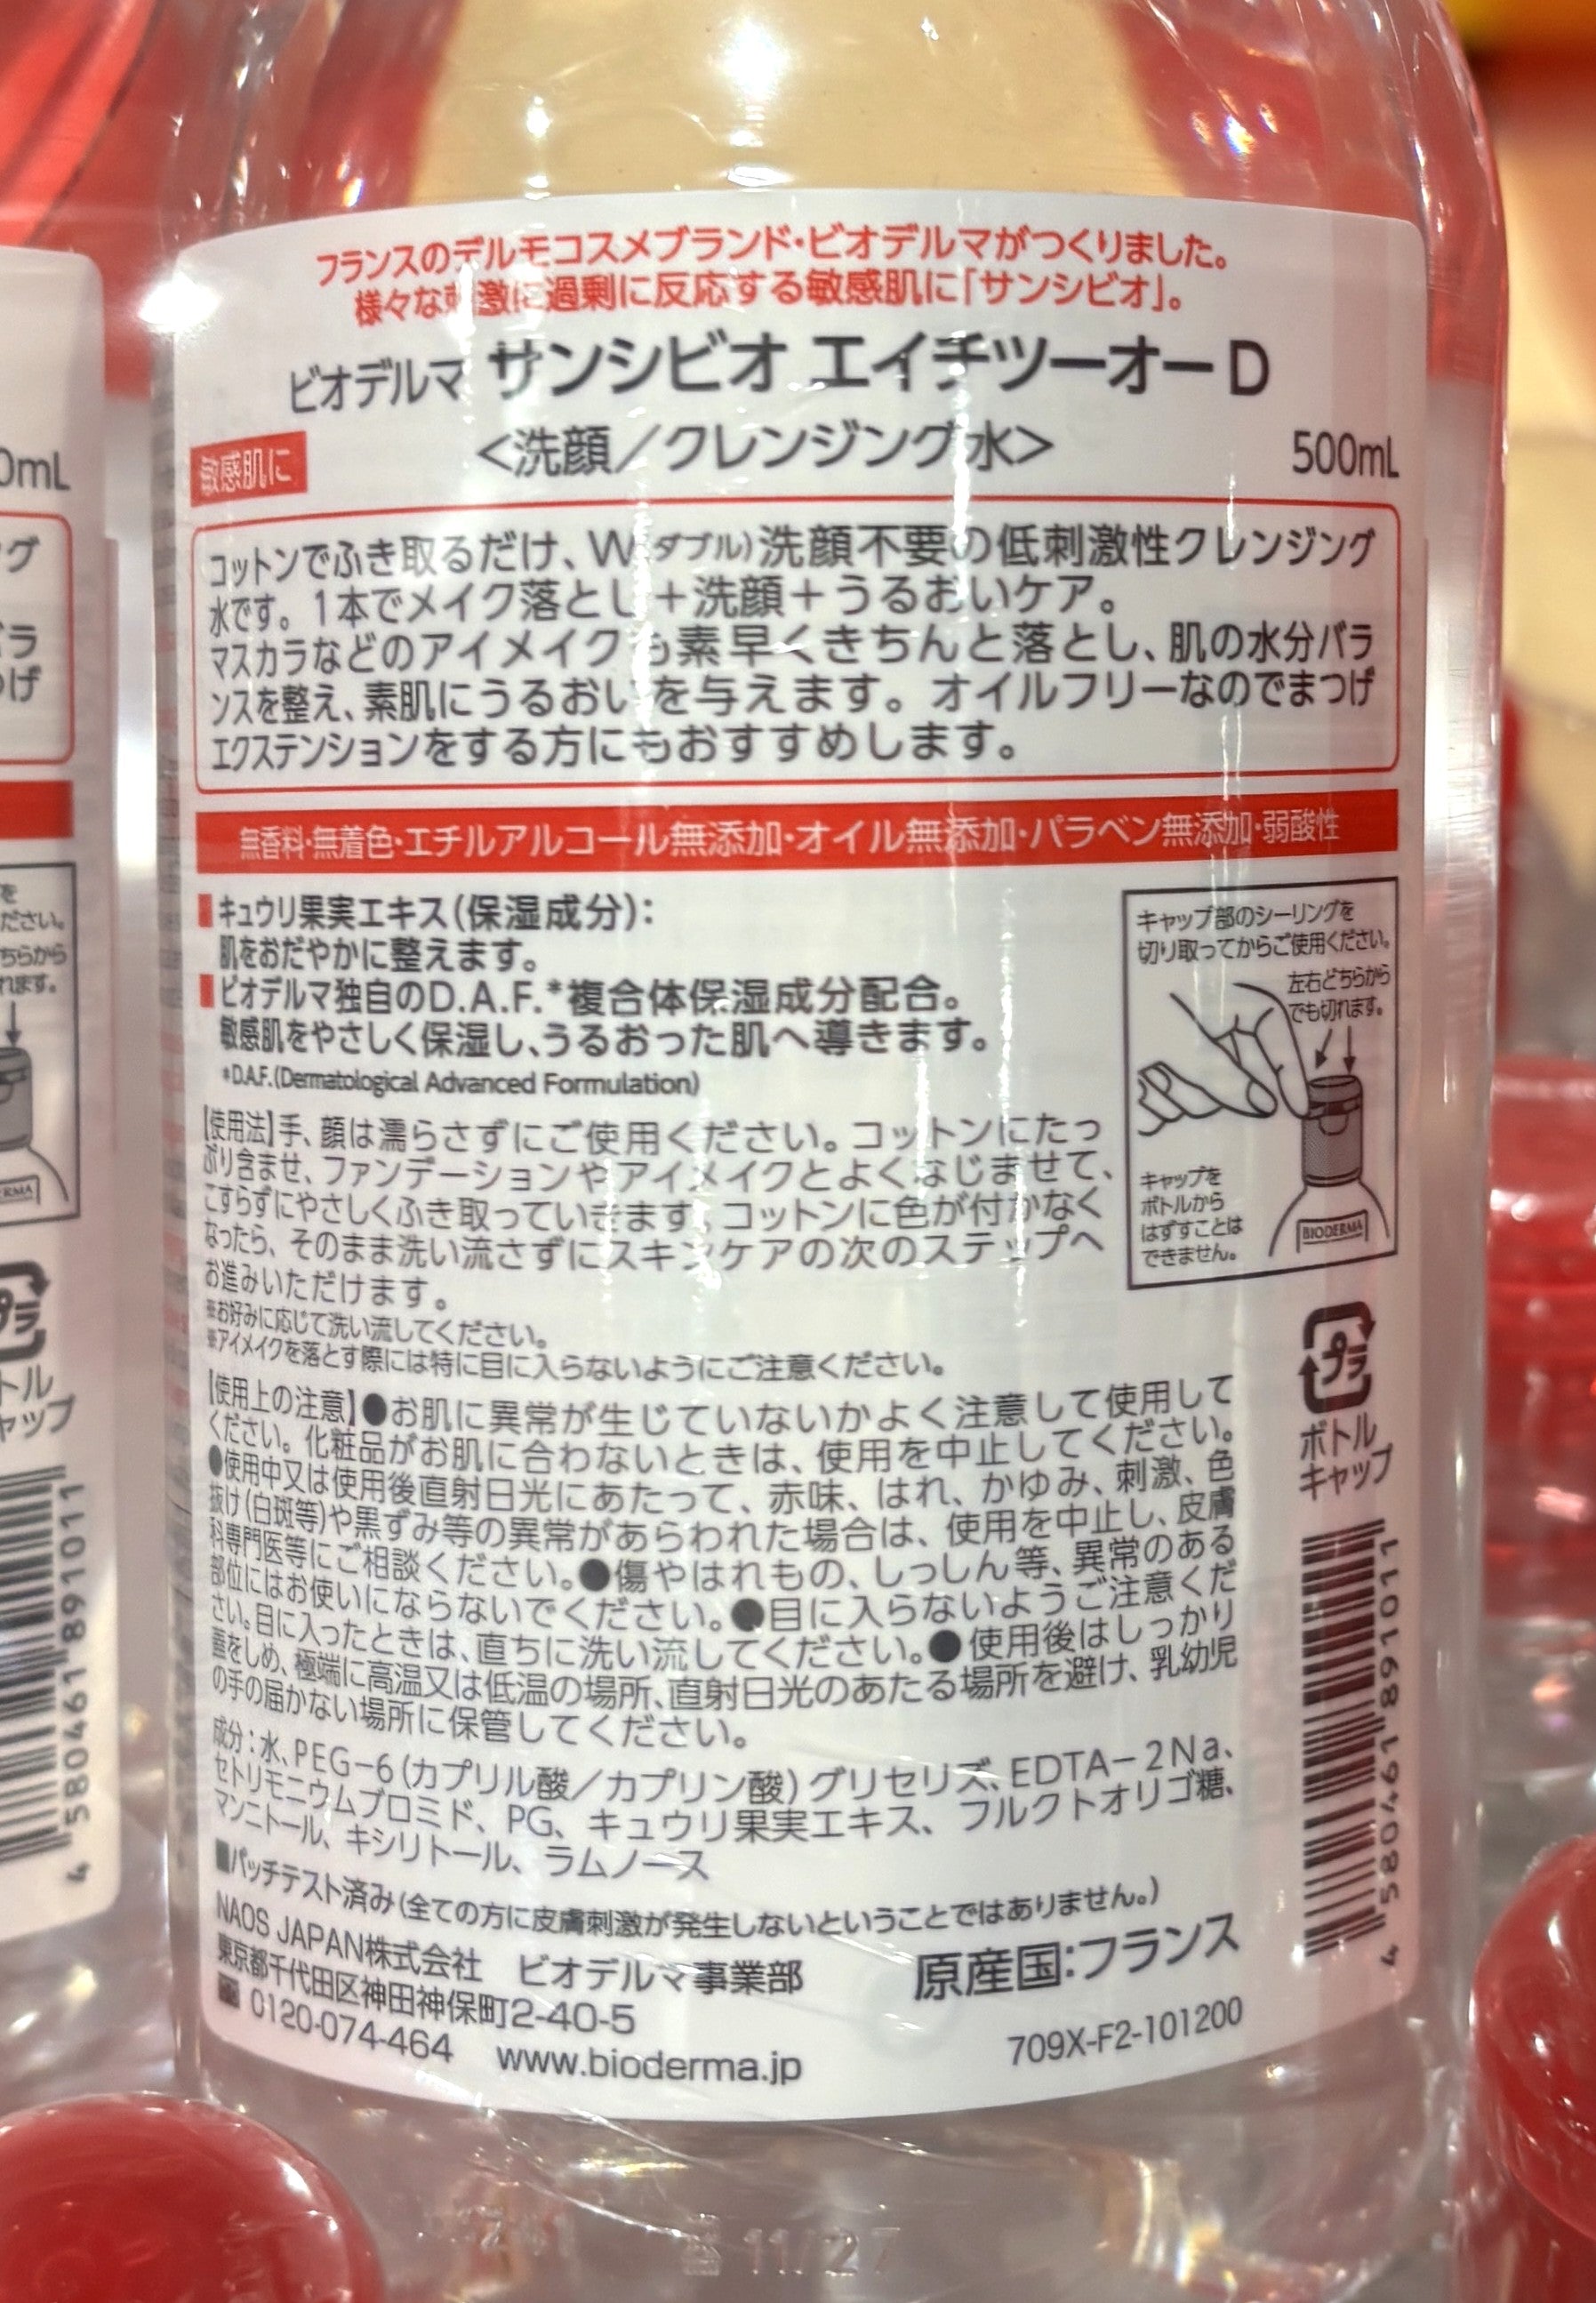 フランスのデルモコスメブランド・ビオデルマがつくりました。
様々な刺激に過剰に反応する敏感肌に「サンシビオ」。
ビオデルマ サンシビオ エイチツーオーD
敏感肌に
<洗顔／クレンジング水>
500mL
コットンでふき取るだけ、W(ダブル)洗顔不要の低刺激性クレンジング
水です。1本でメイク落とし＋洗顔＋うるおいケア。
マスカラなどのアイメイクも素早くきちんと落とし、肌の水分バラ
ンスを整え、素肌にうるおいを与えます。オイルフリーなのでまつげ
エクステンションをする方にもおすすめします。
無香料・無着色・エチルアルコール無添加・オイル無添加・パラベン無添加・弱酸性
キュウリ果実エキス（保湿成分）：
肌をおだやかに整えます。
ビオデルマ独自のD.A.F.*複合体保湿成分配合。
敏感肌をやさしく保湿し、うるおった肌へ導きます。
*D.A.F.(Dermatological Advanced Formulation)
キャップ部のシーリングを
切り取ってからご使用ください。
左右どちらから
でも切れます。
キャップを
ボトルから
はずすことは
できません。
BIODERMA
【使用法】手、顔は濡らさずにご使用ください。コットンにたっ
ぷり含ませ、ファンデーションやアイメイクとよくなじませて、
こすらずにやさしくふき取っていきます。コットンに色が付かなく
なったら、そのまま洗い流さずにスキンケアの次のステップへ
お進みいただけます。
※お好みに応じて洗い流してください。
※アイメイクを落とす際には特に目に入らないようにご注意ください。
プラ
ボトル
キャップ
【使用上の注意】●お肌に異常が生じていないかよく注意して使用して
ください。化粧品がお肌に合わないときは、使用を中止してください。
●使用中又は使用後直射日光にあたって、赤味、はれ、かゆみ、刺激、色
抜け（白斑等）や黒ずみ等の異常があらわれた場合は、使用を中止し、皮膚
科専門医等にご相談ください。●傷やはれもの、しっしん等、異常のある
部位にはお使いにならないでください。●目に入らないようご注意くだ
さい。目に入ったときは、直ちに洗い流してください。●使用後はしっかり
蓋をしめ、極端に高温又は低温の場所、直射日光のあたる場所を避け、乳幼児
の手の届かない場所に保管してください。
成分：水、PEG－6（カプリル酸／カプリン酸）グリセリズ、EDTA－2Na、
セトリモニウムブロミド、PG、キュウリ果実エキス、フルクトオリゴ糖、
マンニトール、キシリトール、ラムノース
■パッチテスト済み（全ての方に皮膚刺激が発生しないということではありません。）
NAOS JAPAN株式会社　ビオデルマ事業部
東京都千代田区神田神保町2-40-5
0120-074-464　www.bioderma.jp
原産国：フランス
709X-F2-101200
4580461891011
11/27
0mL
ング
バラ
つげ
を
ださい。
ちらから
れます。
ERMA
プラ
トル
ャップ
4580461891011